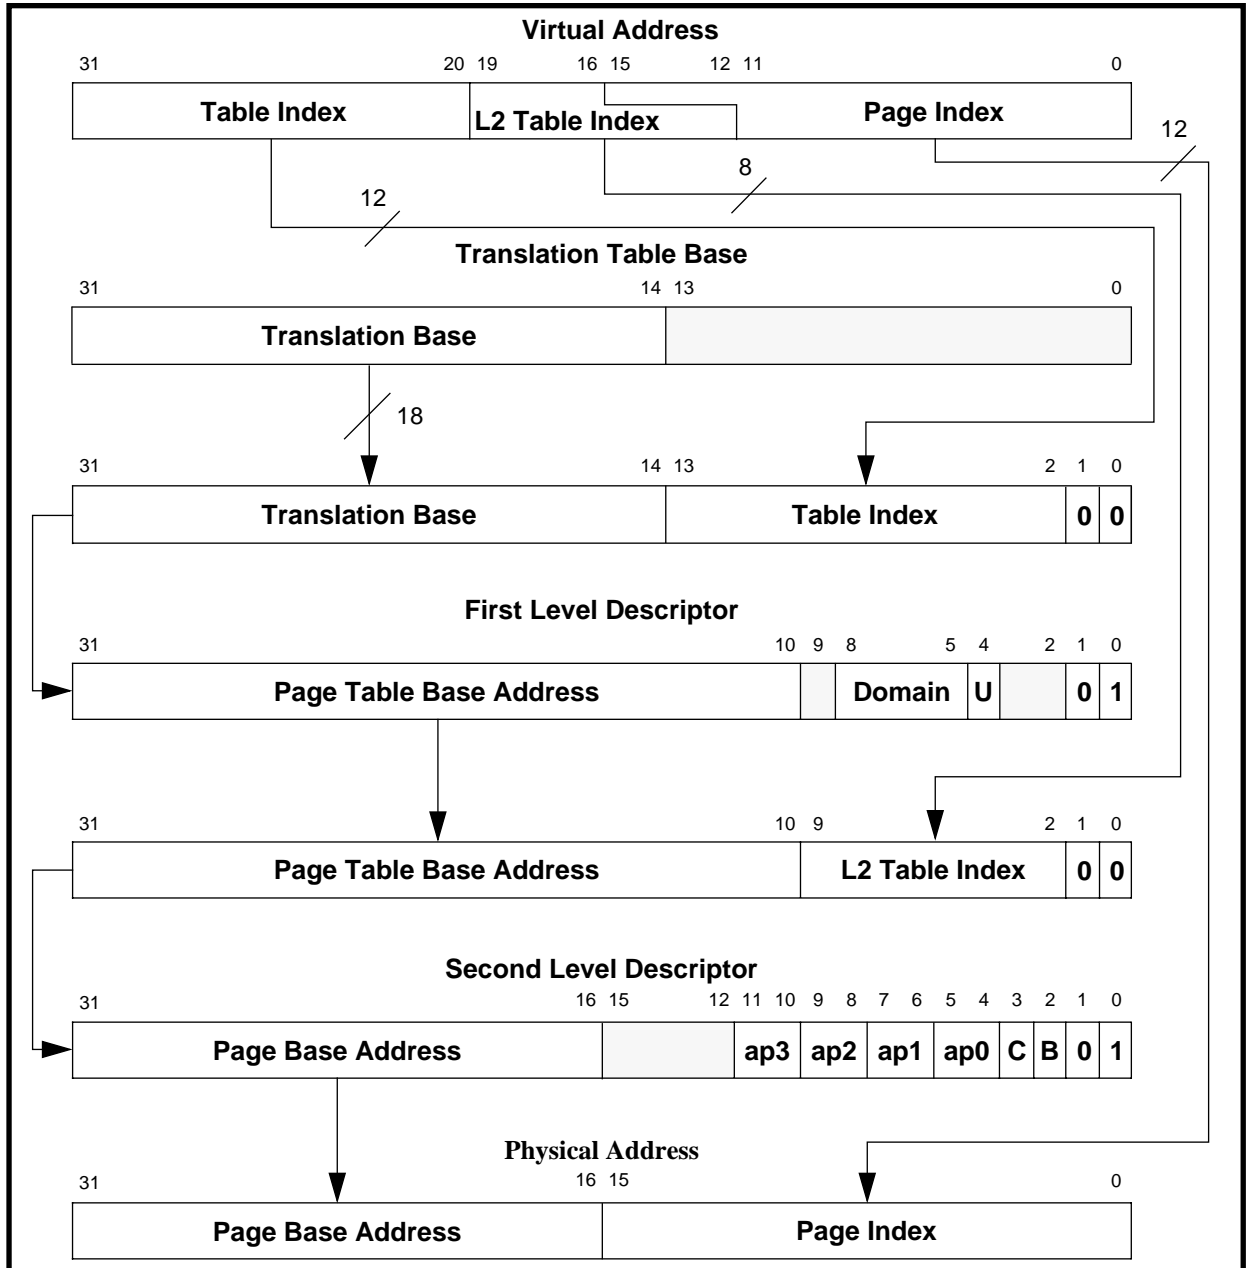 Virtual Address
31 20 19 16 15 12 11 0
Table Index L2 Table Index Page Index
12
8
12
Translation Table Base
31 14 13 0
Translation Base
18
31 14 13 2 1 0
Translation Base Table Index 0 0
First Level Descriptor
31 10 9 8 5 4 2 1 0
Page Table Base Address Domain U 0 1
31 10 9 2 1 0
Page Table Base Address L2 Table Index 0 0
Second Level Descriptor
31 16 15 12 11 10 9 8 7 6 5 4 3 2 1 0
Page Base Address ap3 ap2 ap1 ap0 C B 0 1
Physical Address
31 16 15 0
Page Base Address Page Index